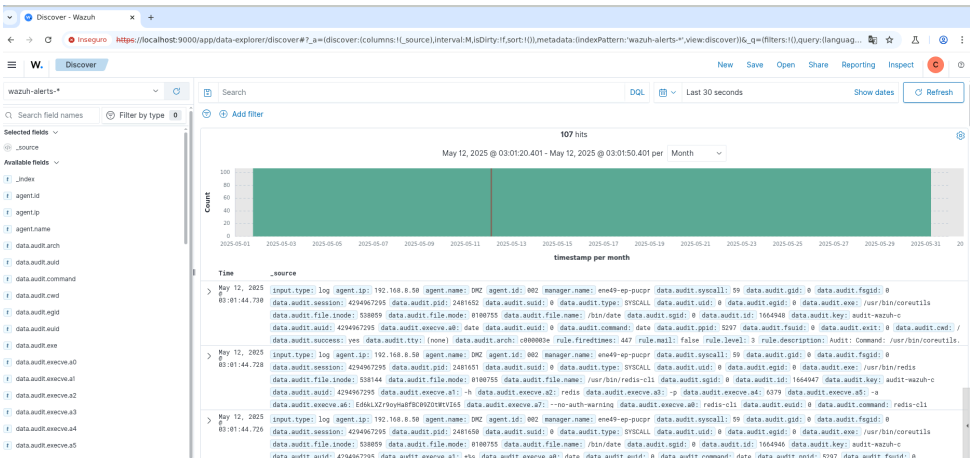 Discover - Wazuh
Inseguro https://localhost:9000/app/data-explorer/discover#?_a=(discover:(columns:!(_source),interval:M,isDirty:!f,sort:!()),metadata:(indexPattern:'wazuh-alerts-*',view:discover))&_q=(filters:!(),query:(languag...
W. Discover New Save Open Share Reporting Inspect C
wazuh-alerts-* Search DQL Last 30 seconds Show dates Refresh
Search field names Filter by type 0 Add filter
Selected fields
_source
Available fields
_index
agent.id
agent.ip
agent.name
data.audit.arch
data.audit.auid
data.audit.command
data.audit.cwd
data.audit.egid
data.audit.euid
data.audit.exe
data.audit.execve.a0
data.audit.execve.a1
data.audit.execve.a2
data.audit.execve.a3
data.audit.execve.a4
data.audit.execve.a5
107 hits
May 12, 2025 @ 03:01:20.401 - May 12, 2025 @ 03:01:50.401 per Month
Count
100
80
60
40
20
0
2025-05-01 2025-05-03 2025-05-05 2025-05-07 2025-05-09 2025-05-11 2025-05-13 2025-05-15 2025-05-17 2025-05-19 2025-05-21 2025-05-23 2025-05-25 2025-05-27 2025-05-29 2025-05-31 20
timestamp per month
Time _source
May 12, 2025 @ 03:01:44.730
input.type: log agent.ip: 192.168.8.50 agent.name: DMZ agent.id: 002 manager.name: ene49-ep-pucpr data.audit.syscall: 59 data.audit.gid: 0 data.audit.fsgid: 0
data.audit.session: 4294967295 data.audit.pid: 2481652 data.audit.suid: 0 data.audit.type: SYSCALL data.audit.uid: 0 data.audit.egid: 0 data.audit.exe: /usr/bin/coreutils
data.audit.file.inode: 538059 data.audit.file.mode: 0100755 data.audit.file.name: /bin/date data.audit.sgid: 0 data.audit.id: 1664948 data.audit.key: audit-wazuh-c
data.audit.auid: 4294967295 data.audit.execve.a0: date data.audit.euid: 0 data.audit.command: date data.audit.ppid: 5297 data.audit.fsuid: 0 data.audit.exit: 0 data.audit.cwd: /
data.audit.success: yes data.audit.tty: (none) data.audit.arch: c000003e rule.firedtimes: 447 rule.mail: false rule.level: 3 rule.description: Audit: Command: /usr/bin/coreutils.
May 12, 2025 @ 03:01:44.728
input.type: log agent.ip: 192.168.8.50 agent.name: DMZ agent.id: 002 manager.name: ene49-ep-pucpr data.audit.syscall: 59 data.audit.gid: 0 data.audit.fsgid: 0
data.audit.session: 4294967295 data.audit.pid: 2481651 data.audit.suid: 0 data.audit.type: SYSCALL data.audit.uid: 0 data.audit.egid: 0 data.audit.exe: /usr/bin/redis
data.audit.file.inode: 538144 data.audit.file.mode: 0100755 data.audit.file.name: /usr/bin/redis-cli data.audit.sgid: 0 data.audit.id: 1664947 data.audit.key: audit-wazuh-c
data.audit.auid: 4294967295 data.audit.execve.a1: -h data.audit.execve.a2: redis data.audit.execve.a3: -p data.audit.execve.a4: 6379 data.audit.execve.a5: -a
data.audit.execve.a7: --no-auth-warning data.audit.execve.a0: redis-cli data.audit.euid: 0 data.audit.command: redis-cli
May 12, 2025 @ 03:01:44.726
input.type: log agent.ip: 192.168.8.50 agent.name: DMZ agent.id: 002 manager.name: ene49-ep-pucpr data.audit.syscall: 59 data.audit.gid: 0 data.audit.fsgid: 0
data.audit.session: 4294967295 data.audit.pid: 2481650 data.audit.suid: 0 data.audit.type: SYSCALL data.audit.uid: 0 data.audit.egid: 0 data.audit.exe: /usr/bin/coreutils
data.audit.file.inode: 538059 data.audit.file.mode: 0100755 data.audit.file.name: /bin/date data.audit.sgid: 0 data.audit.id: 1664946 data.audit.key: audit-wazuh-c